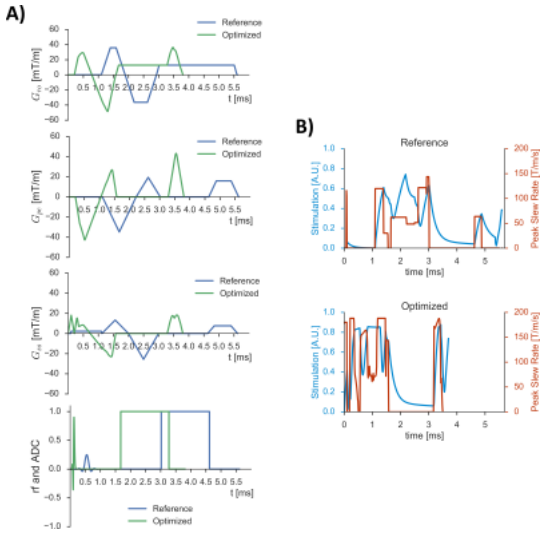 A)
Reference
Optimized
G_ro [mT/m]
60
40
20
0
−20
−40
−60
0.5 1.0 1.5 2.0 2.5 3.0 3.5 4.0 4.5 5.0 5.5
t [ms]
Reference
Optimized
G_pe [mT/m]
60
40
20
0
−20
−40
−60
0.5 1.0 1.5 2.0 2.5 3.0 3.5 4.0 4.5 5.0 5.5
t [ms]
Reference
Optimized
[mT/m]
60
40
20
0
−20
−40
−60
0.5 1.0 1.5 2.0 2.5 3.0 3.5 4.0 4.5 5.0 5.5
t [ms]
rf and ADC
1.0
0.5
0.0
−0.5
−1.0
0.5 1.0 1.5 2.0 2.5 3.0 3.5 4.0 4.5 5.0 5.5
t [ms]
Reference
Optimized
B)
Reference
Stimulation [A.U.]
1.0
0.8
0.6
0.4
0.2
0.0
0 1 2 3 4 5
time [ms]
200
150
100
50
0
Peak Slew Rate [T/m/s]
Optimized
Stimulation [A.U.]
1.0
0.8
0.6
0.4
0.2
0.0
0 1 2 3 4 5
time [ms]
200
150
100
50
0
Peak Slew Rate [T/m/s]